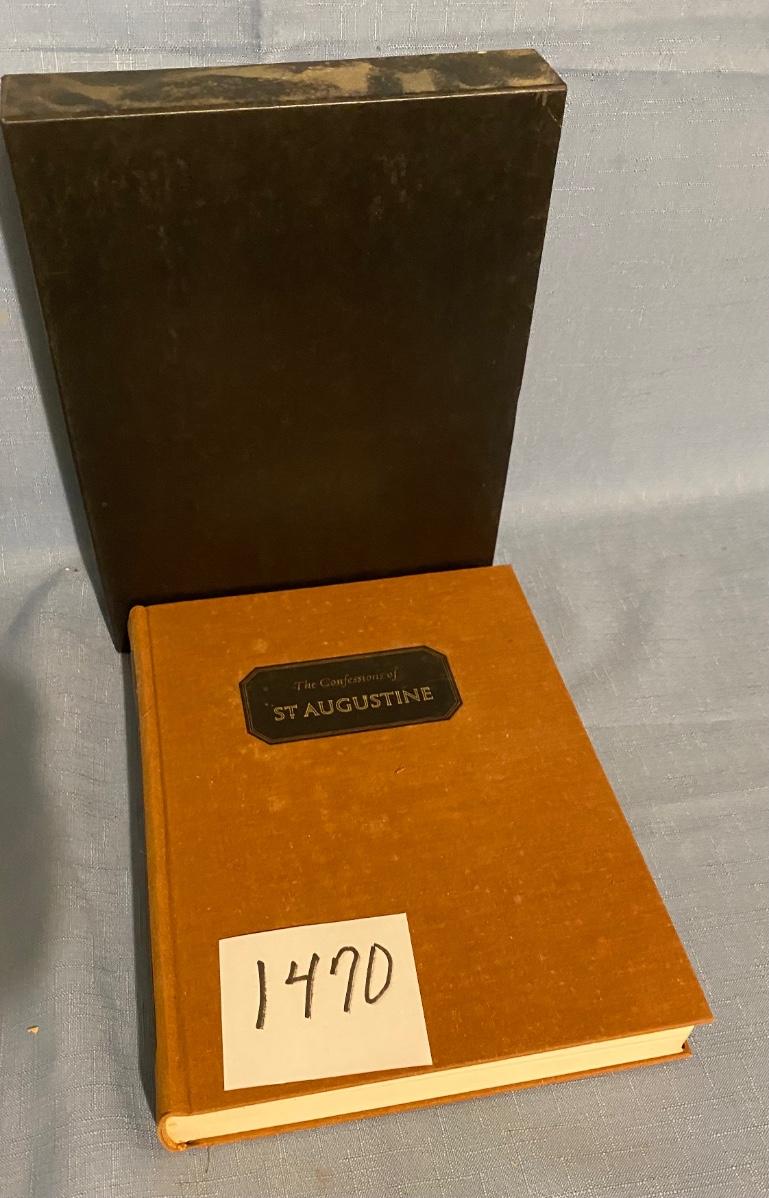 The Confessions of
ST AUGUSTINE
1470